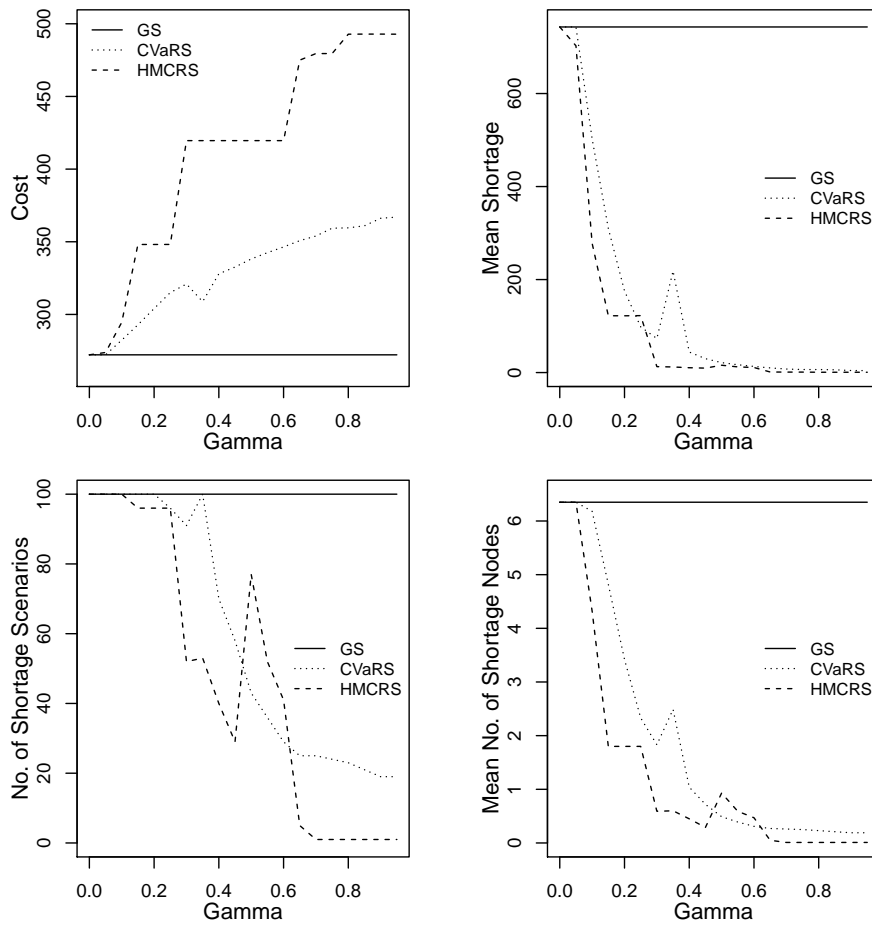 500
450
400
350
300
Cost
GS
CVaRS
HMCRS
0.0 0.2 0.4 0.6 0.8
Gamma
600
400
200
0
Mean Shortage
GS
CVaRS
HMCRS
0.0 0.2 0.4 0.6 0.8
Gamma
100
80
60
40
20
0
No. of Shortage Scenarios
GS
CVaRS
HMCRS
0.0 0.2 0.4 0.6 0.8
Gamma
6
5
4
3
2
1
0
Mean No. of Shortage Nodes
GS
CVaRS
HMCRS
0.0 0.2 0.4 0.6 0.8
Gamma